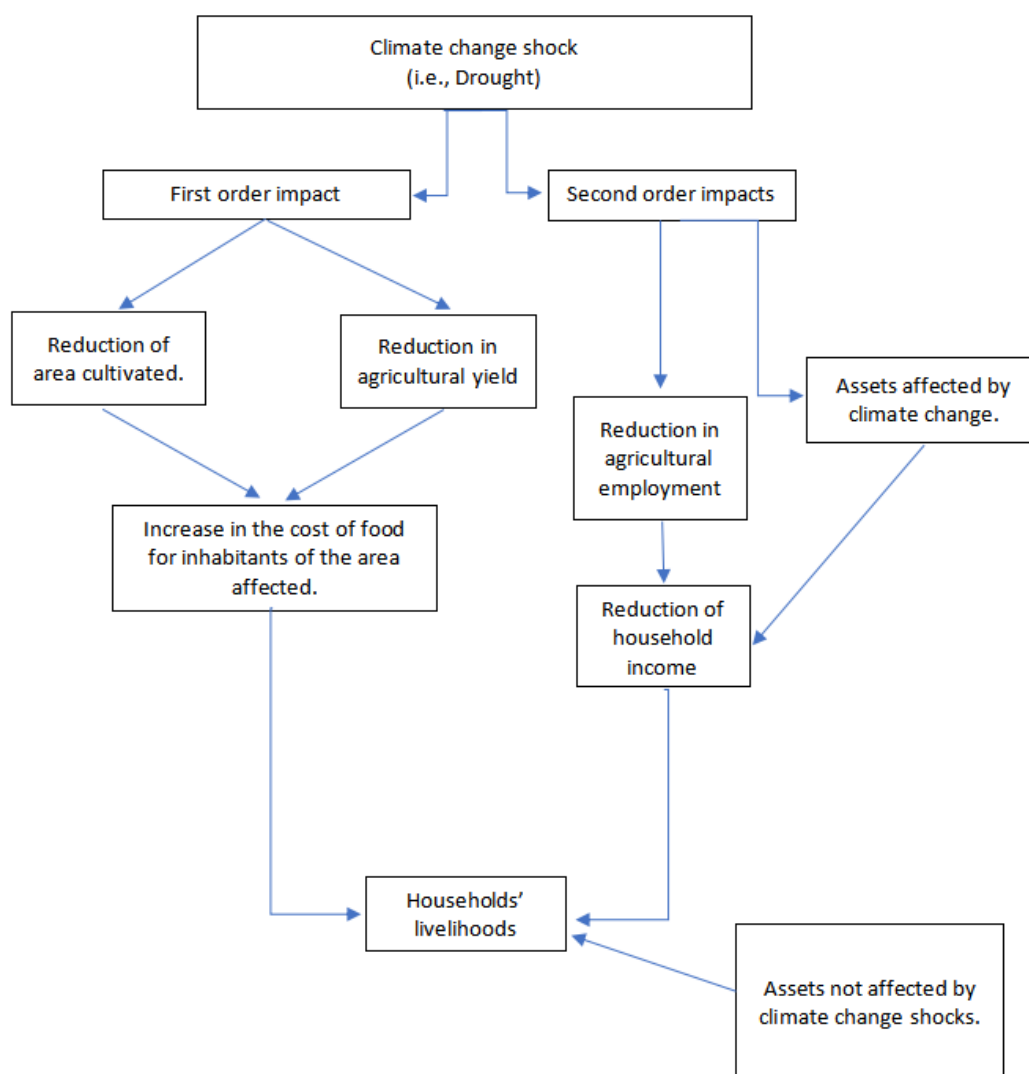 Climate change shock
(i.e., Drought)
First order impact
Second order impacts
Reduction of
area cultivated.
Reduction in
agricultural yield
Assets affected by
climate change.
Reduction in
agricultural
employment
Increase in the cost of food
for inhabitants of the area
affected.
Reduction of
household
income
Households’
livelihoods
Assets not affected by
climate change shocks.